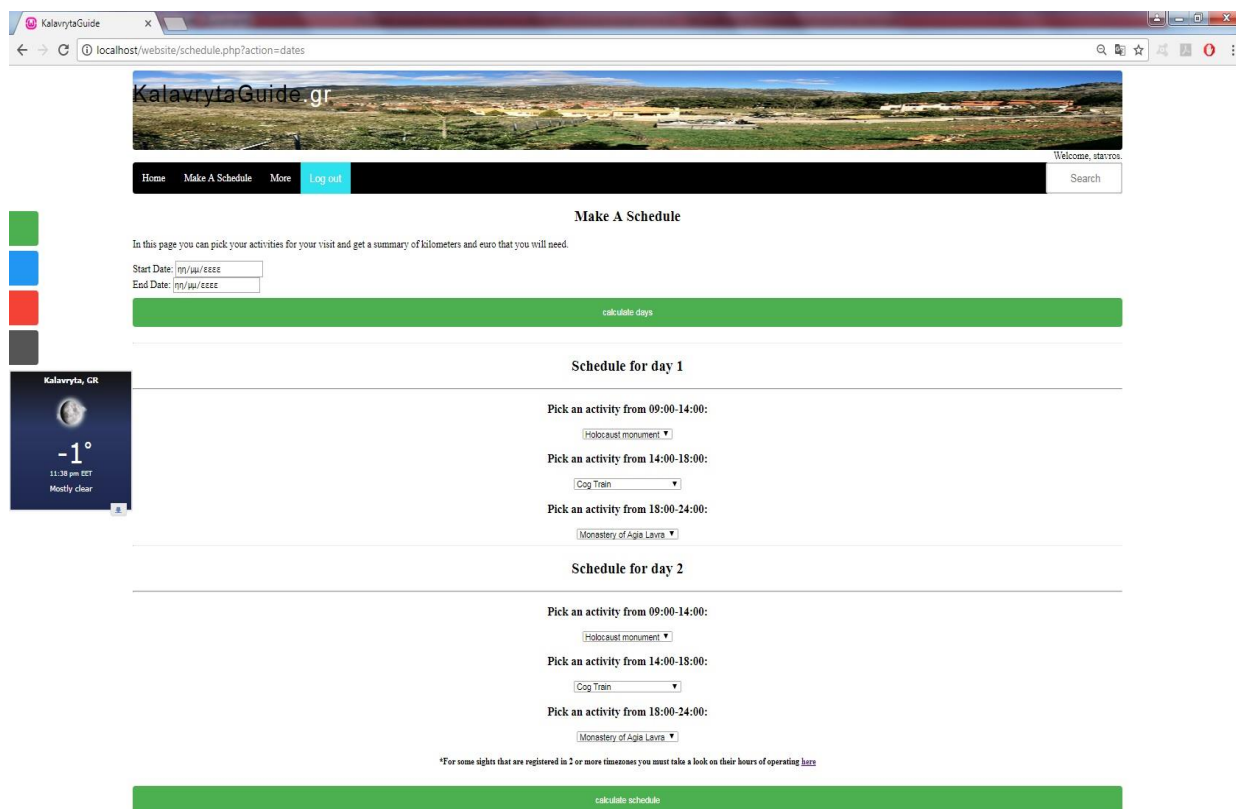 KalavrytaGuide
localhost/website/schedule.php?action=dates
KalavrytaGuide.gr
Welcome, stavros.
Home Make A Schedule More Log out Search
Make A Schedule
In this page you can pick your activities for your visit and get a summary of kilometers and euro that you will need.
Start Date: ηη/μμ/εεεε
End Date: ηη/μμ/εεεε
calculate days
Schedule for day 1
Kalavryta, GR
-1°
11:38 pm EET
Mostly clear
Pick an activity from 09:00-14:00:
Holocaust monument
Pick an activity from 14:00-18:00:
Cog Train
Pick an activity from 18:00-24:00:
Monastery of Agia Lavra
Schedule for day 2
Pick an activity from 09:00-14:00:
Holocaust monument
Pick an activity from 14:00-18:00:
Cog Train
Pick an activity from 18:00-24:00:
Monastery of Agia Lavra
*For some sights that are registered in 2 or more timezones you must take a look on their hours of operating here
calculate schedule